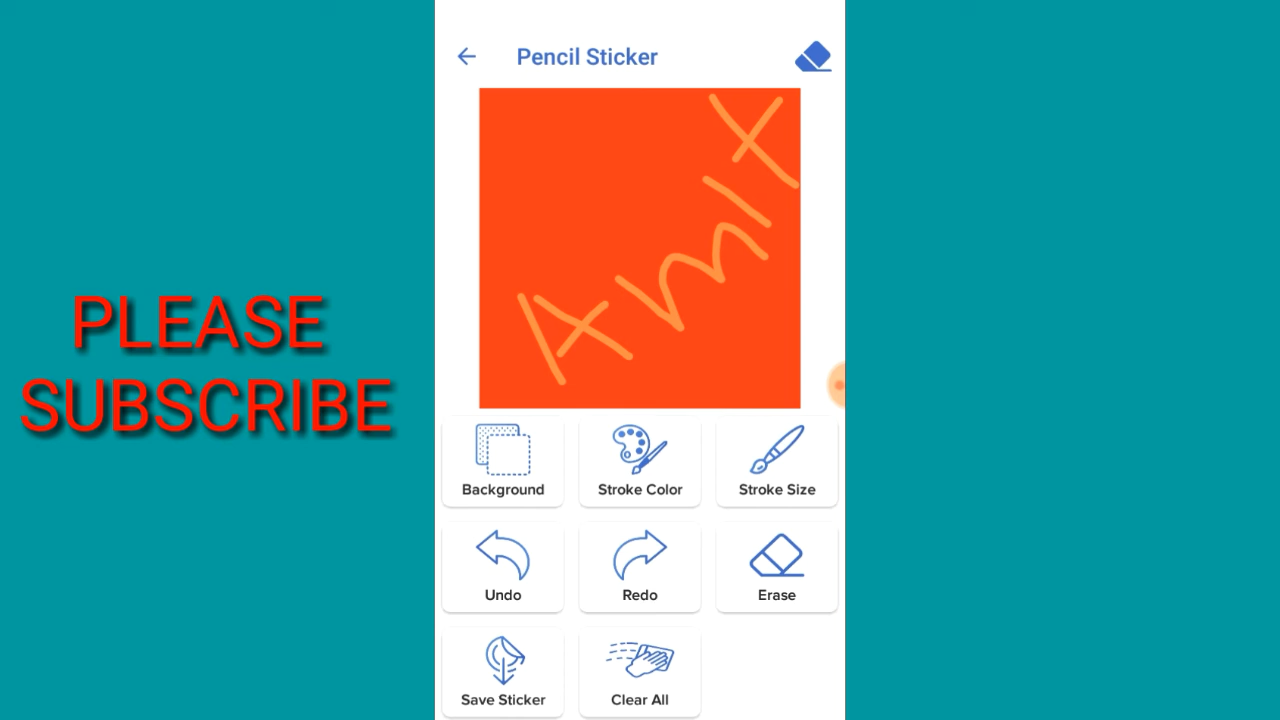 Pencil Sticker
AmIt
PLEASE
SUBSCRIBE
Background
Stroke Color
Stroke Size
Undo
Redo
Erase
Save Sticker
Clear All